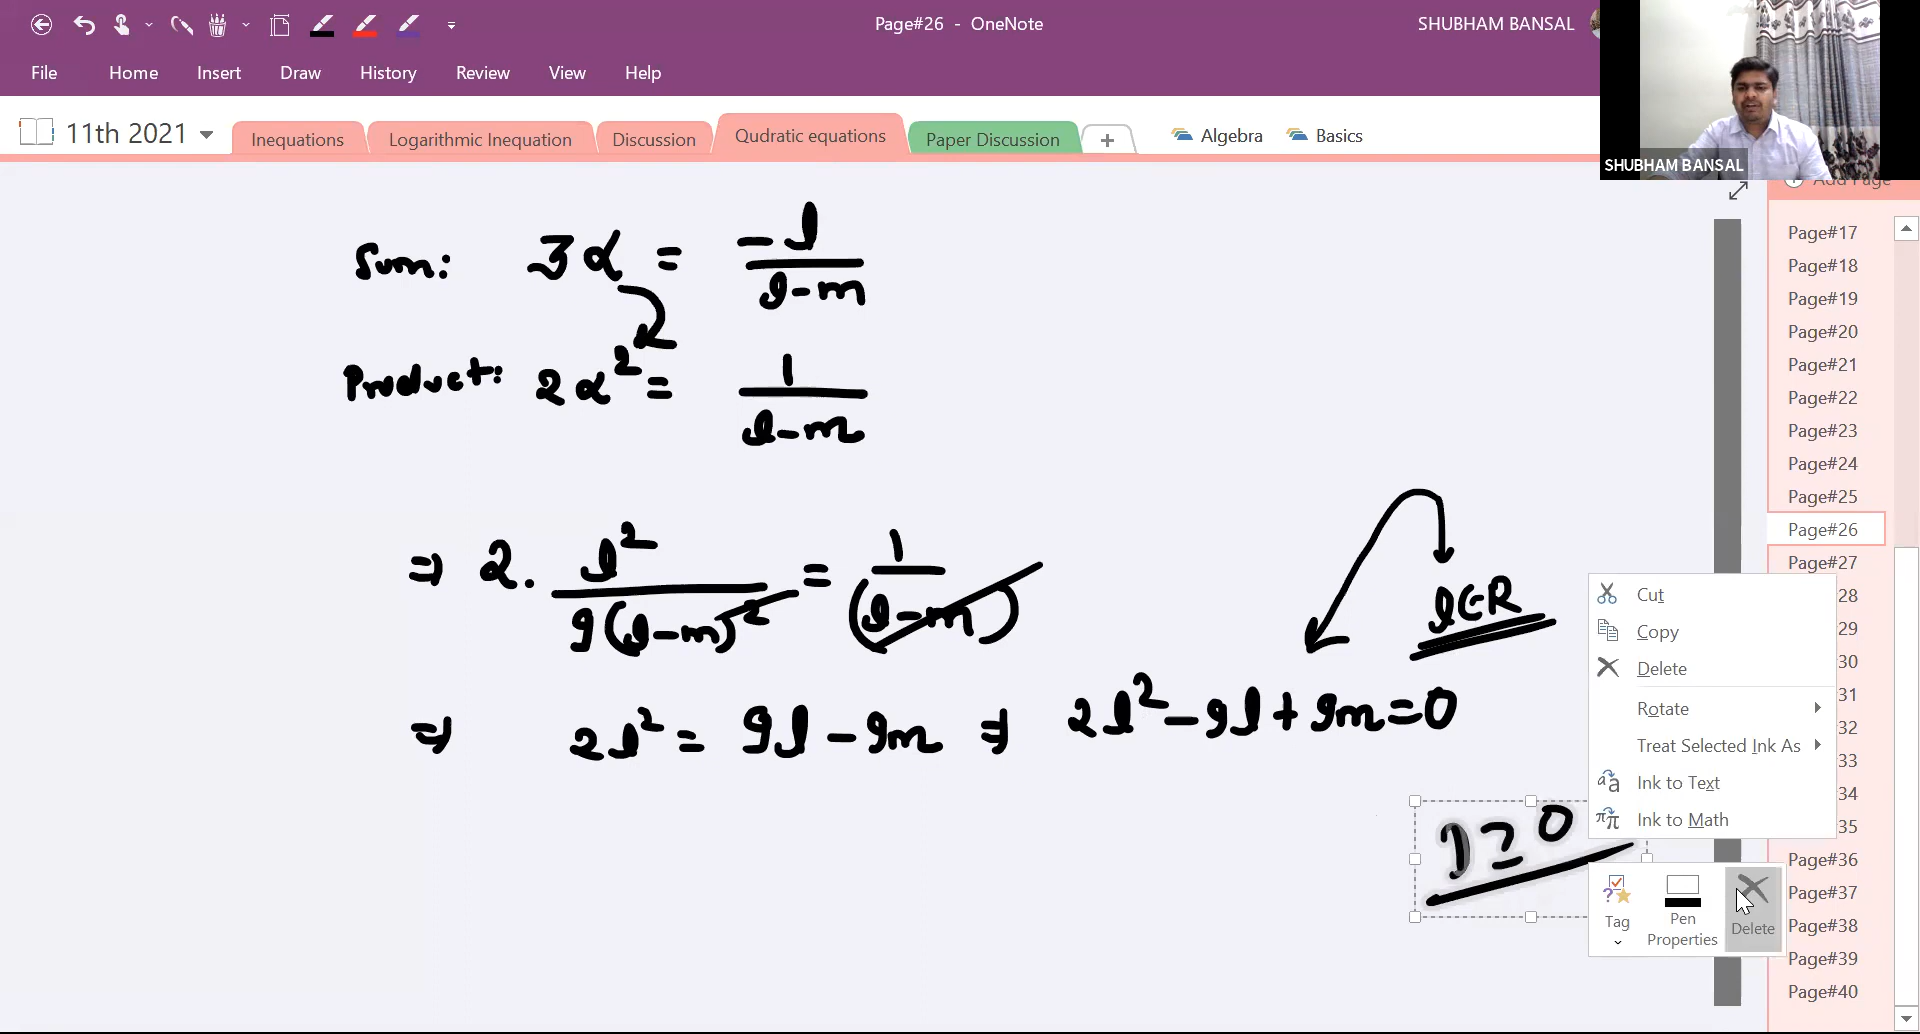 Page#26 - OneNote
SHUBHAM BANSAL
File Home Insert Draw History Review View Help
SHUBHAM BANSAL
11th 2021
Inequations
Logarithmic Inequation
Discussion
Qudratic equations
Paper Discussion
+
Algebra
Basics
Add Page
Sum: 3α = -l/(l-m)
Product: 2α² = 1/(l-m)
⇒ 2. l²/9(l-m)² = 1/(l-m)
l∈R
⇒ 2l² = 9l - 9m ⇒ 2l² - 9l + 9m = 0
D≥0
Cut
Copy
Delete
Rotate
Treat Selected Ink As
Ink to Text
Ink to Math
Tag
Pen Properties
Delete
Page#17
Page#18
Page#19
Page#20
Page#21
Page#22
Page#23
Page#24
Page#25
Page#26
Page#27
28
29
30
31
32
33
34
35
Page#36
Page#37
Page#38
Page#39
Page#40